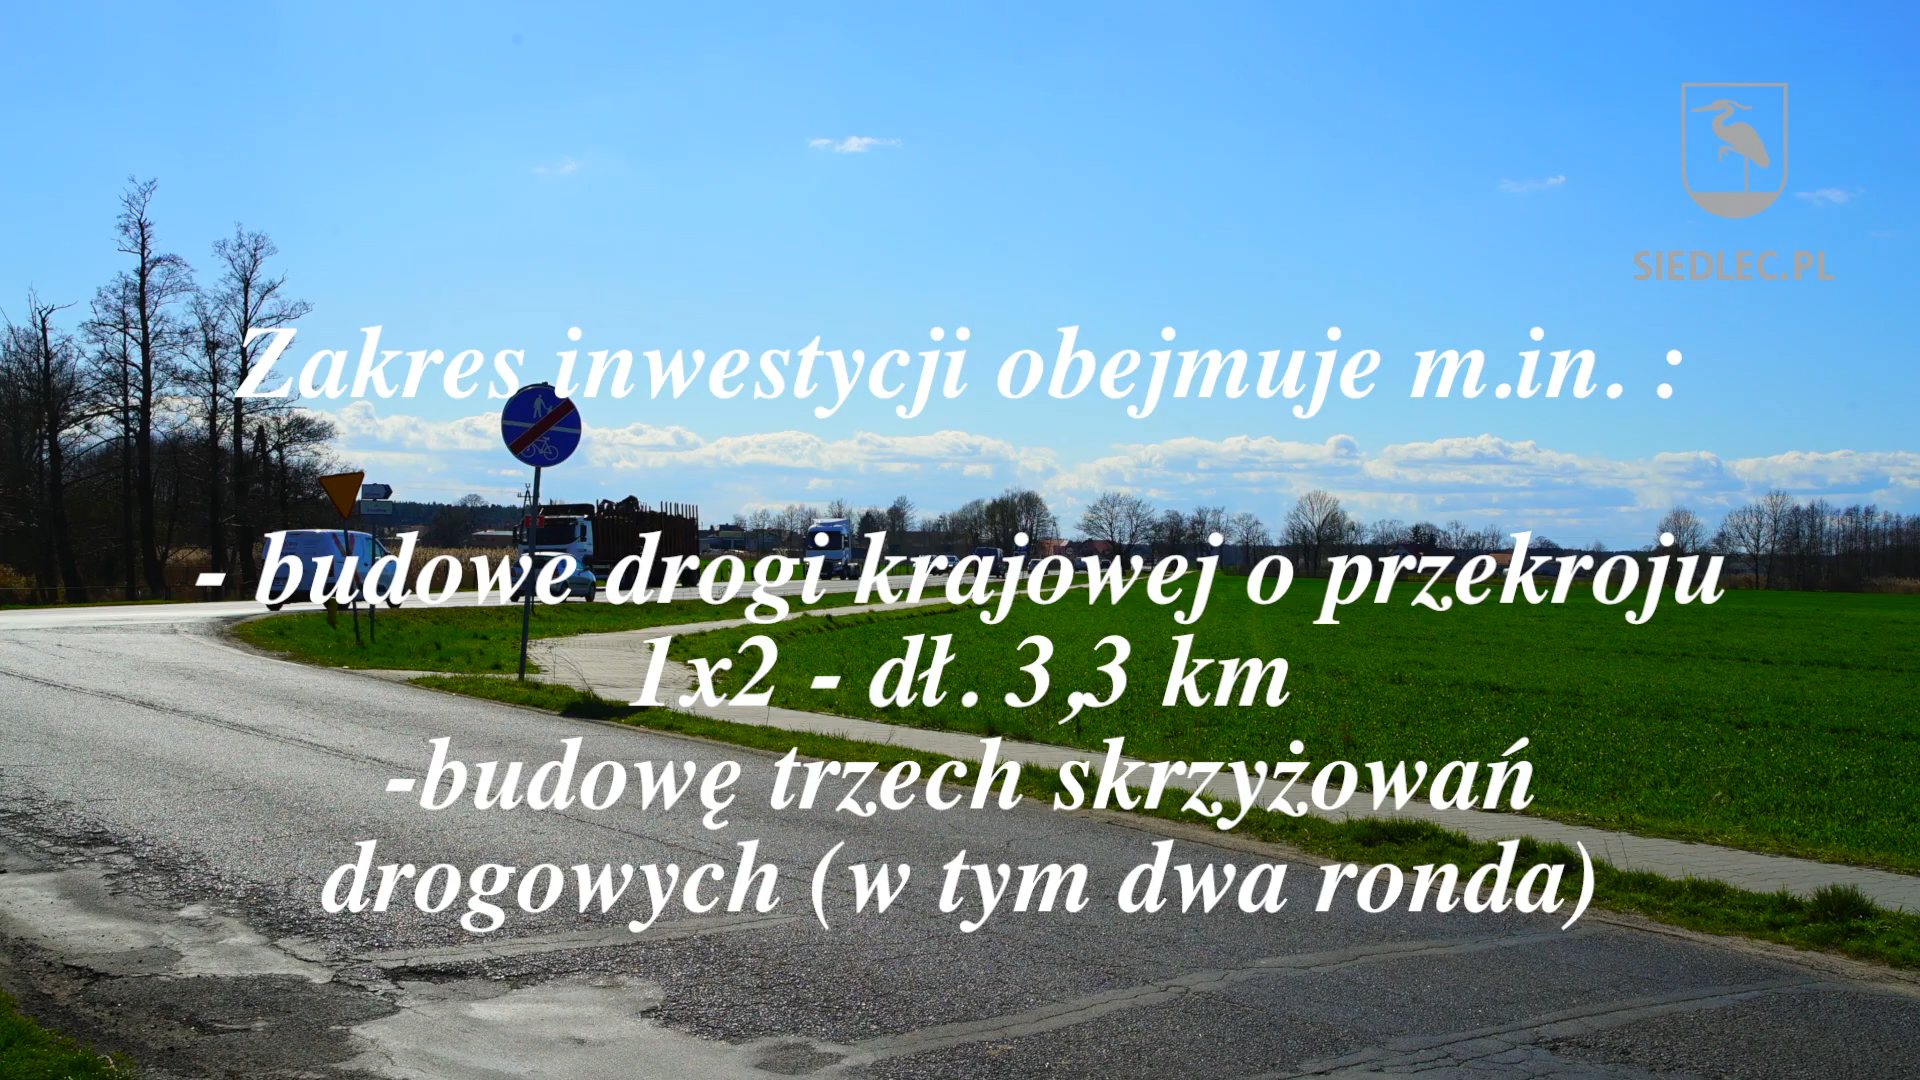 SIEDLEC.PL
Zakres inwestycji obejmuje m.in. :
- budowe drogi krajowej o przekroju
1x2 - dł. 3,3 km
-budowę trzech skrzyżowań
drogowych (w tym dwa ronda)